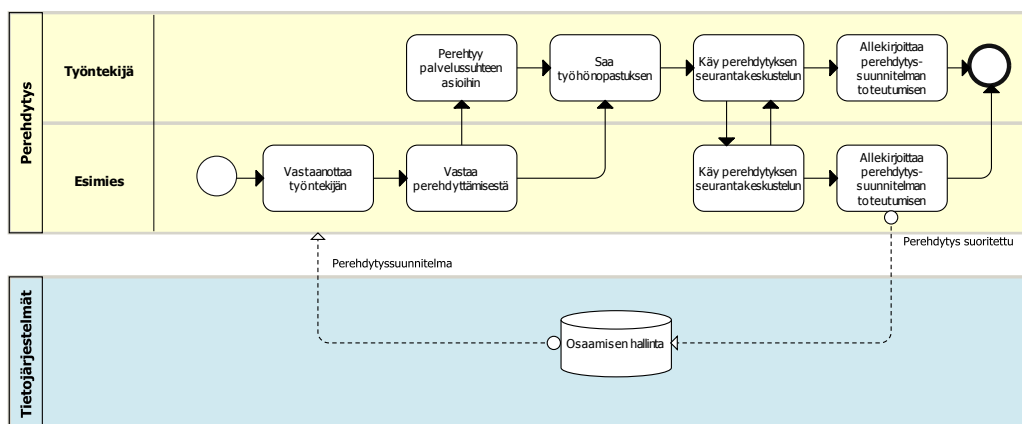 Perehdytys
Työntekijä
Perehtyy
palvelussuhteen
asioihin
Saa
työhönopastuksen
Käy perehdytyksen
seurantakeskustelun
Allekirjoittaa
perehdytys-
suunnitelman
toteutumisen
Esimies
Vastaanottaa
työntekijän
Vastaa
perehdyttämisestä
Käy perehdytyksen
seurantakeskustelun
Allekirjoittaa
perehdytys-
suunnitelman
toteutumisen
Perehdytys suoritettu
Perehdytyssuunnitelma
Tietojärjestelmät
Osaamisen hallinta